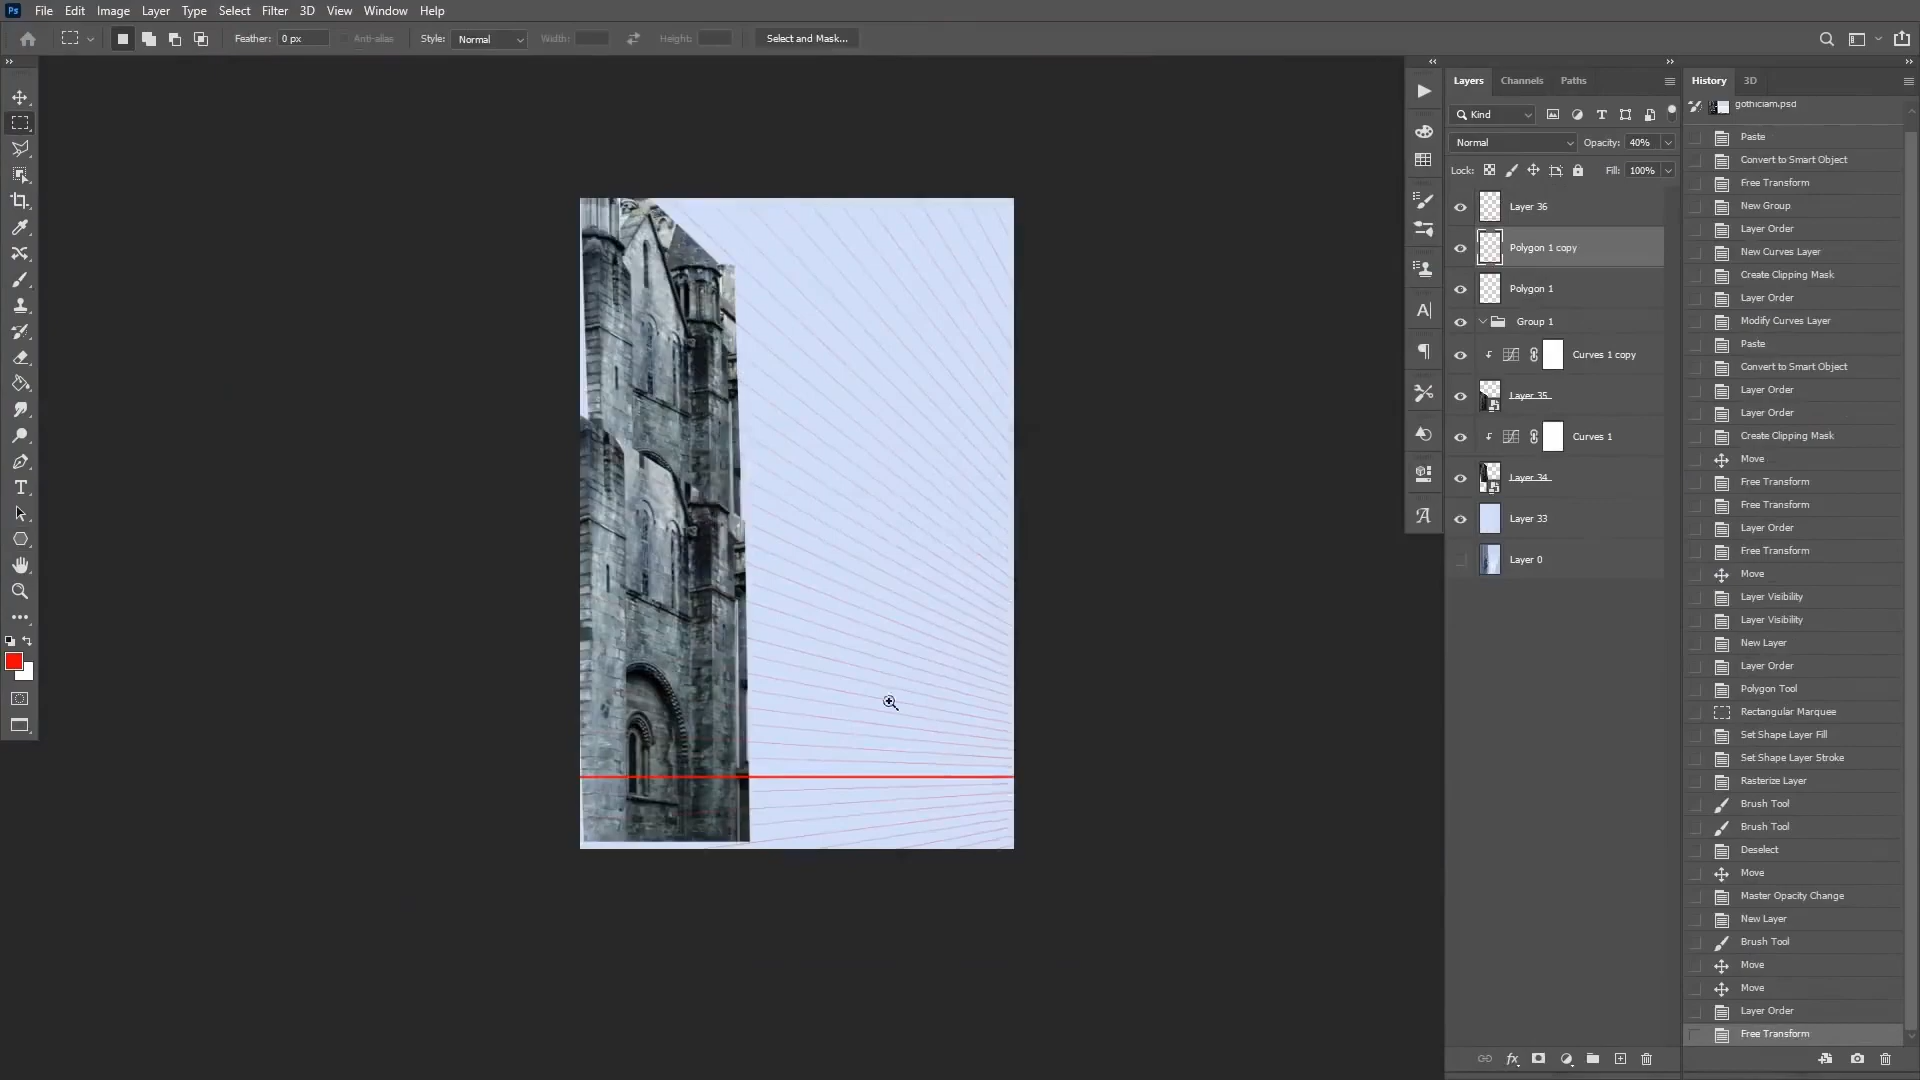 Ps File Edit Image Layer Type Select Filter 3D View Window Help
Feather: 0 px Anti-alias Style: Normal Width: Height: Select and Mask...
Layers Channels Paths
Kind
Normal Opacity: 40%
Lock: Fill: 100%
Layer 36
Polygon 1 copy
Polygon 1
Group 1
Curves 1 copy
Layer 35
Curves 1
Layer 34
Layer 33
Layer 0
History 3D
gothiciam.psd
Paste
Convert to Smart Object
Free Transform
New Group
Layer Order
New Curves Layer
Create Clipping Mask
Layer Order
Modify Curves Layer
Paste
Convert to Smart Object
Layer Order
Layer Order
Create Clipping Mask
Move
Free Transform
Free Transform
Layer Order
Free Transform
Move
Layer Visibility
Layer Visibility
New Layer
Layer Order
Polygon Tool
Rectangular Marquee
Set Shape Layer Fill
Set Shape Layer Stroke
Rasterize Layer
Brush Tool
Brush Tool
Deselect
Move
Master Opacity Change
New Layer
Brush Tool
Move
Move
Layer Order
Free Transform